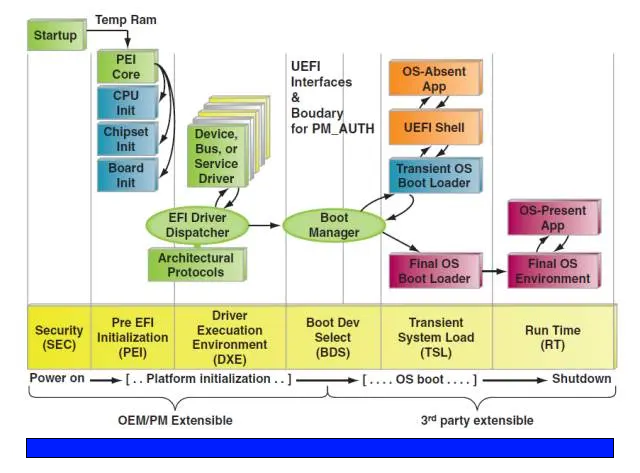 Temp Ram
Startup
PEI
Core
CPU
Init
Chipset
Init
Board
Init
Device,
Bus, or
Service
Driver
EFI Driver
Dispatcher
Architectural
Protocols
UEFI
Interfaces
&
Boudary
for PM_AUTH
Boot
Manager
OS-Absent
App
UEFI Shell
Transient OS
Boot Loader
Final OS
Boot Loader
OS-Present
App
Final OS
Environment
Security
(SEC)
Pre EFI
Initialization
(PEI)
Driver
Execuation
Environment
(DXE)
Boot Dev
Select
(BDS)
Transient
System Load
(TSL)
Run Time
(RT)
Power on [ . . Platform initialization . . ] [ . . . . OS boot . . . . ] Shutdown
OEM/PM Extensible
3rd party extensible